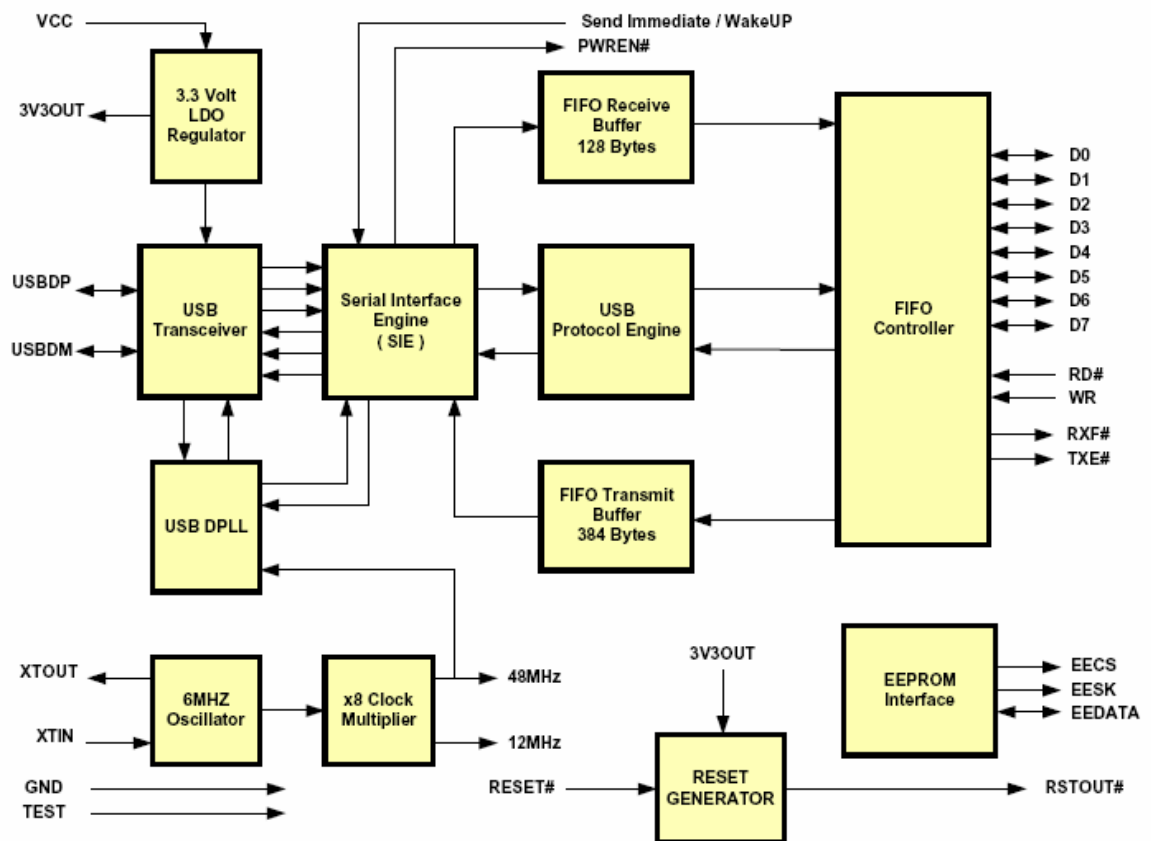 VCC
Send Immediate / WakeUP
PWREN#
3.3 Volt
LDO
Regulator
3V3OUT
FIFO Receive
Buffer
128 Bytes
D0
D1
D2
D3
D4
D5
D6
D7
USBDP
USBDM
USB
Transceiver
Serial Interface
Engine
( SIE )
USB
Protocol Engine
FIFO
Controller
RD#
WR
RXF#
TXE#
USB DPLL
FIFO Transmit
Buffer
384 Bytes
XTOUT
XTIN
6MHZ
Oscillator
x8 Clock
Multiplier
48MHz
12MHz
3V3OUT
EEPROM
Interface
EECS
EESK
EEDATA
GND
TEST
RESET#
RESET
GENERATOR
RSTOUT#